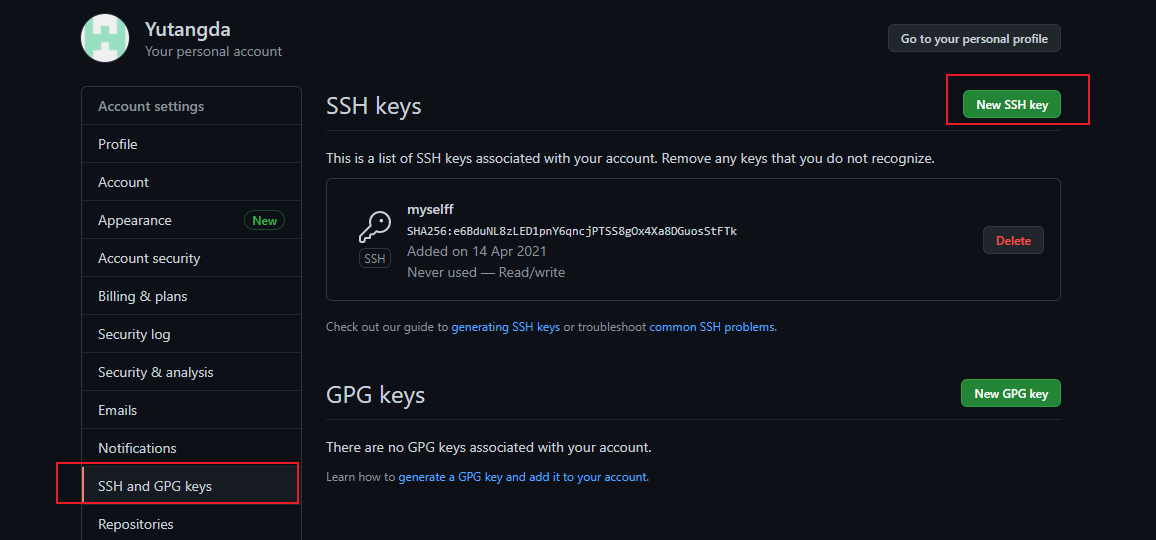 Yutangda
Your personal account
Go to your personal profile
Account settings
Profile
Account
Appearance New
Account security
Billing & plans
Security log
Security & analysis
Emails
Notifications
SSH and GPG keys
Repositories
SSH keys
New SSH key
This is a list of SSH keys associated with your account. Remove any keys that you do not recognize.
myselff
SHA256:e6BduNL8zLED1pnY6qncjPTSS8gOx4Xa8DGuosStFTk
Added on 14 Apr 2021
Never used — Read/write
SSH
Delete
Check out our guide to generating SSH keys or troubleshoot common SSH problems.
GPG keys
New GPG key
There are no GPG keys associated with your account.
Learn how to generate a GPG key and add it to your account.